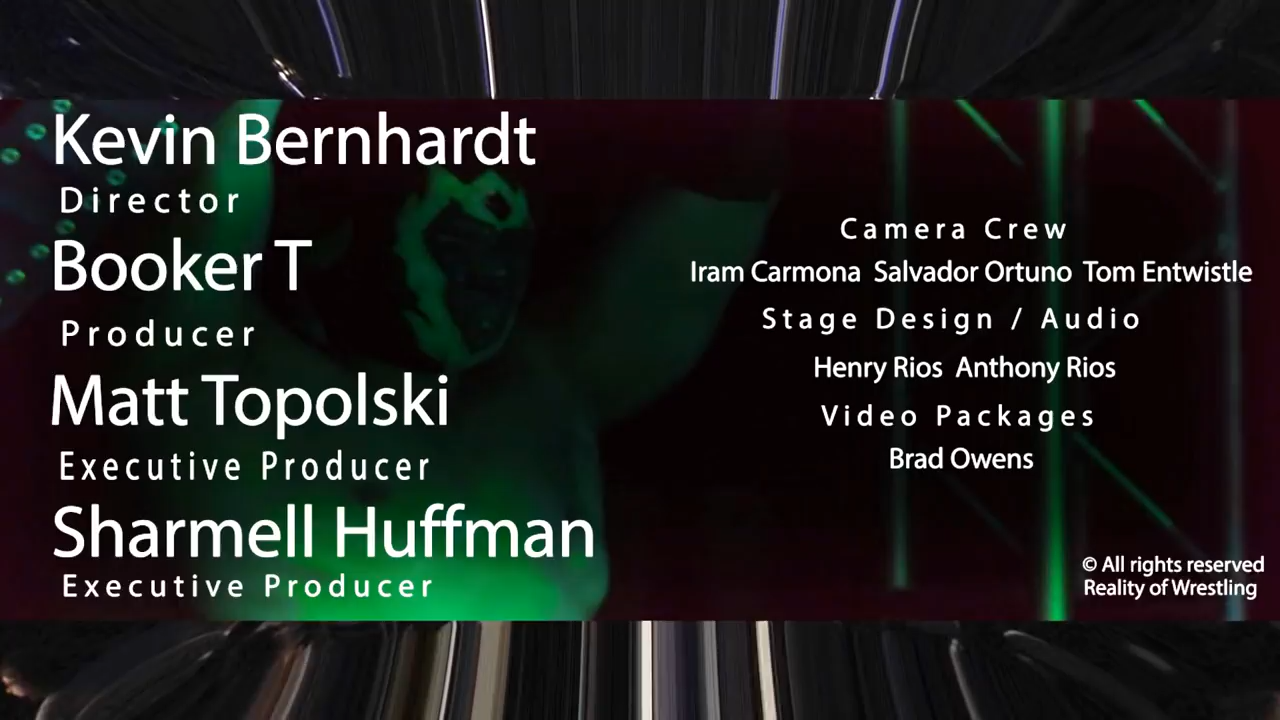 Kevin Bernhardt
Director
Booker T
Producer
Matt Topolski
Executive Producer
Sharmell Huffman
Executive Producer
Camera Crew
Iram Carmona Salvador Ortuno Tom Entwistle
Stage Design / Audio
Henry Rios Anthony Rios
Video Packages
Brad Owens
© All rights reserved
Reality of Wrestling